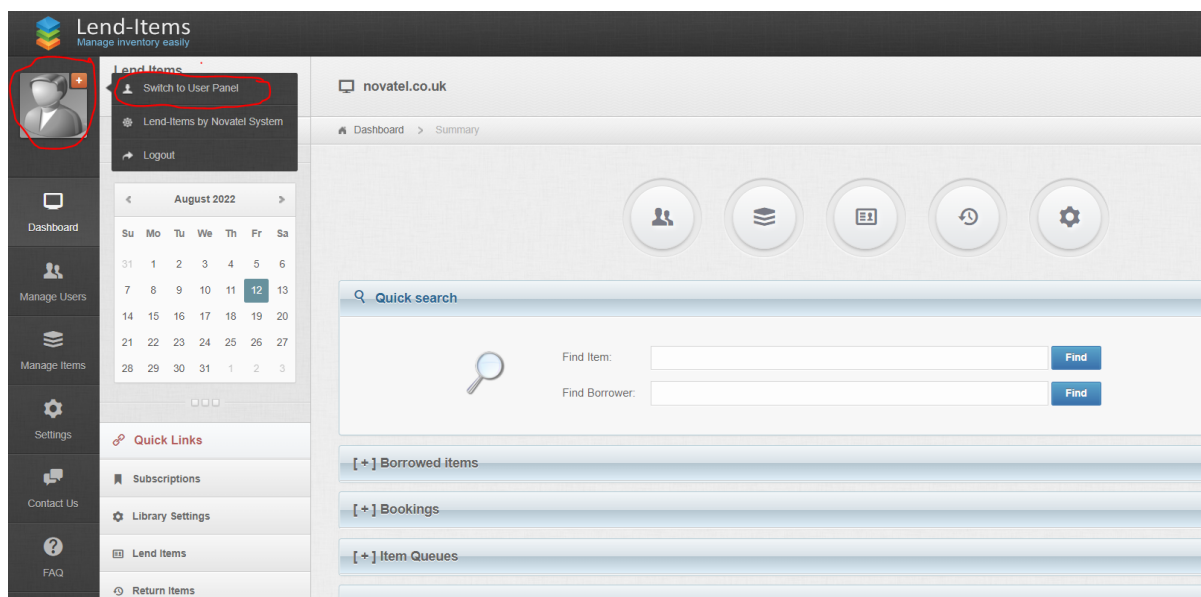 Lend-Items
Manage inventory easily
Lend Items
Switch to User Panel
Lend-Items by Novatel System
Logout
novatel.co.uk
Dashboard > Summary
August 2022
Su Mo Tu We Th Fr Sa
31 1 2 3 4 5 6
7 8 9 10 11 12 13
14 15 16 17 18 19 20
21 22 23 24 25 26 27
28 29 30 31 1 2 3
Dashboard
Manage Users
Manage Items
Settings
Contact Us
FAQ
Quick Links
Subscriptions
Library Settings
Lend Items
Return Items
Quick search
Find Item:
Find
Find Borrower:
Find
[ + ] Borrowed items
[ + ] Bookings
[ + ] Item Queues